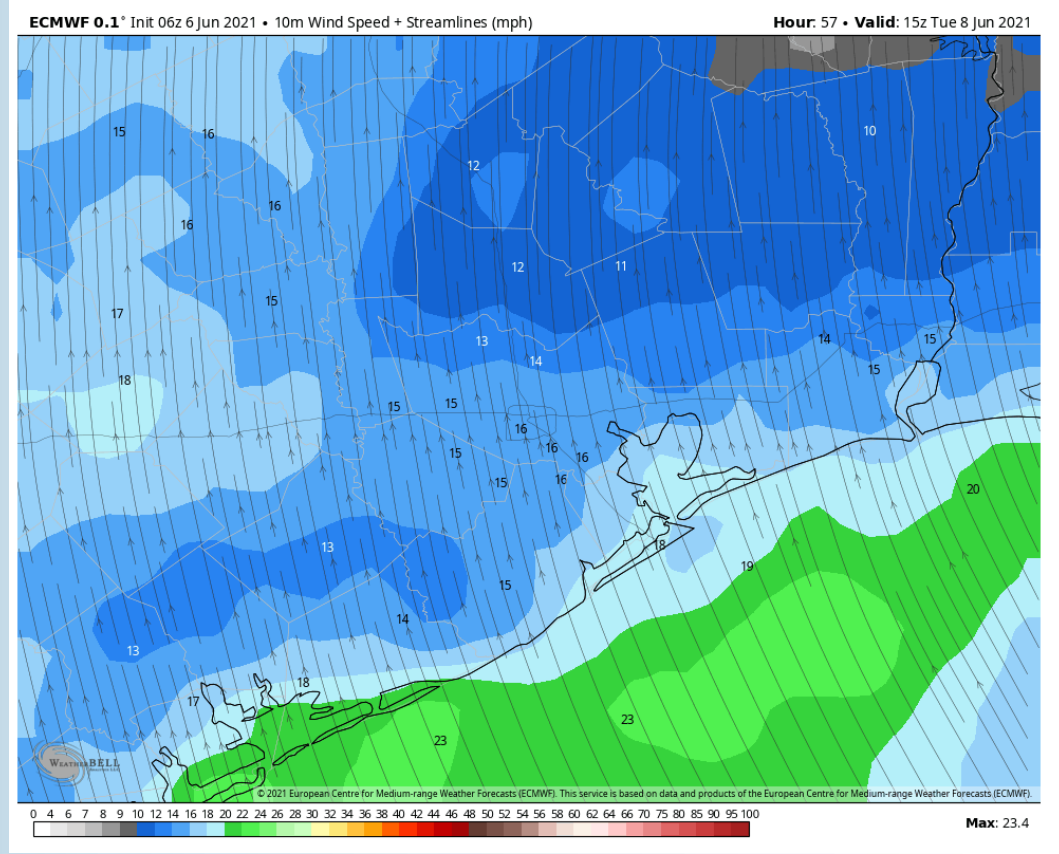 ECMWF 0.1° Init 06z 6 Jun 2021 • 10m Wind Speed + Streamlines (mph)
Hour: 57 • Valid: 15z Tue 8 Jun 2021
15 16 10
12
16 16
12 11
15
17
13 14 15
14 15
18
15 15
16
16 16
15
15 16 20
13 18
19
15
14
13
18
17
23
23
WEATHERBELL
© 2021 European Centre for Medium-range Weather Forecasts (ECMWF). This service is based on data and products of the European Centre for Medium-range Weather Forecasts (ECMWF).
0 4 6 7 8 9 10 12 14 16 18 20 22 24 26 28 30 32 34 36 38 40 42 44 46 48 50 52 54 56 58 60 62 64 66 70 75 80 85 90 95 100
Max: 23.4